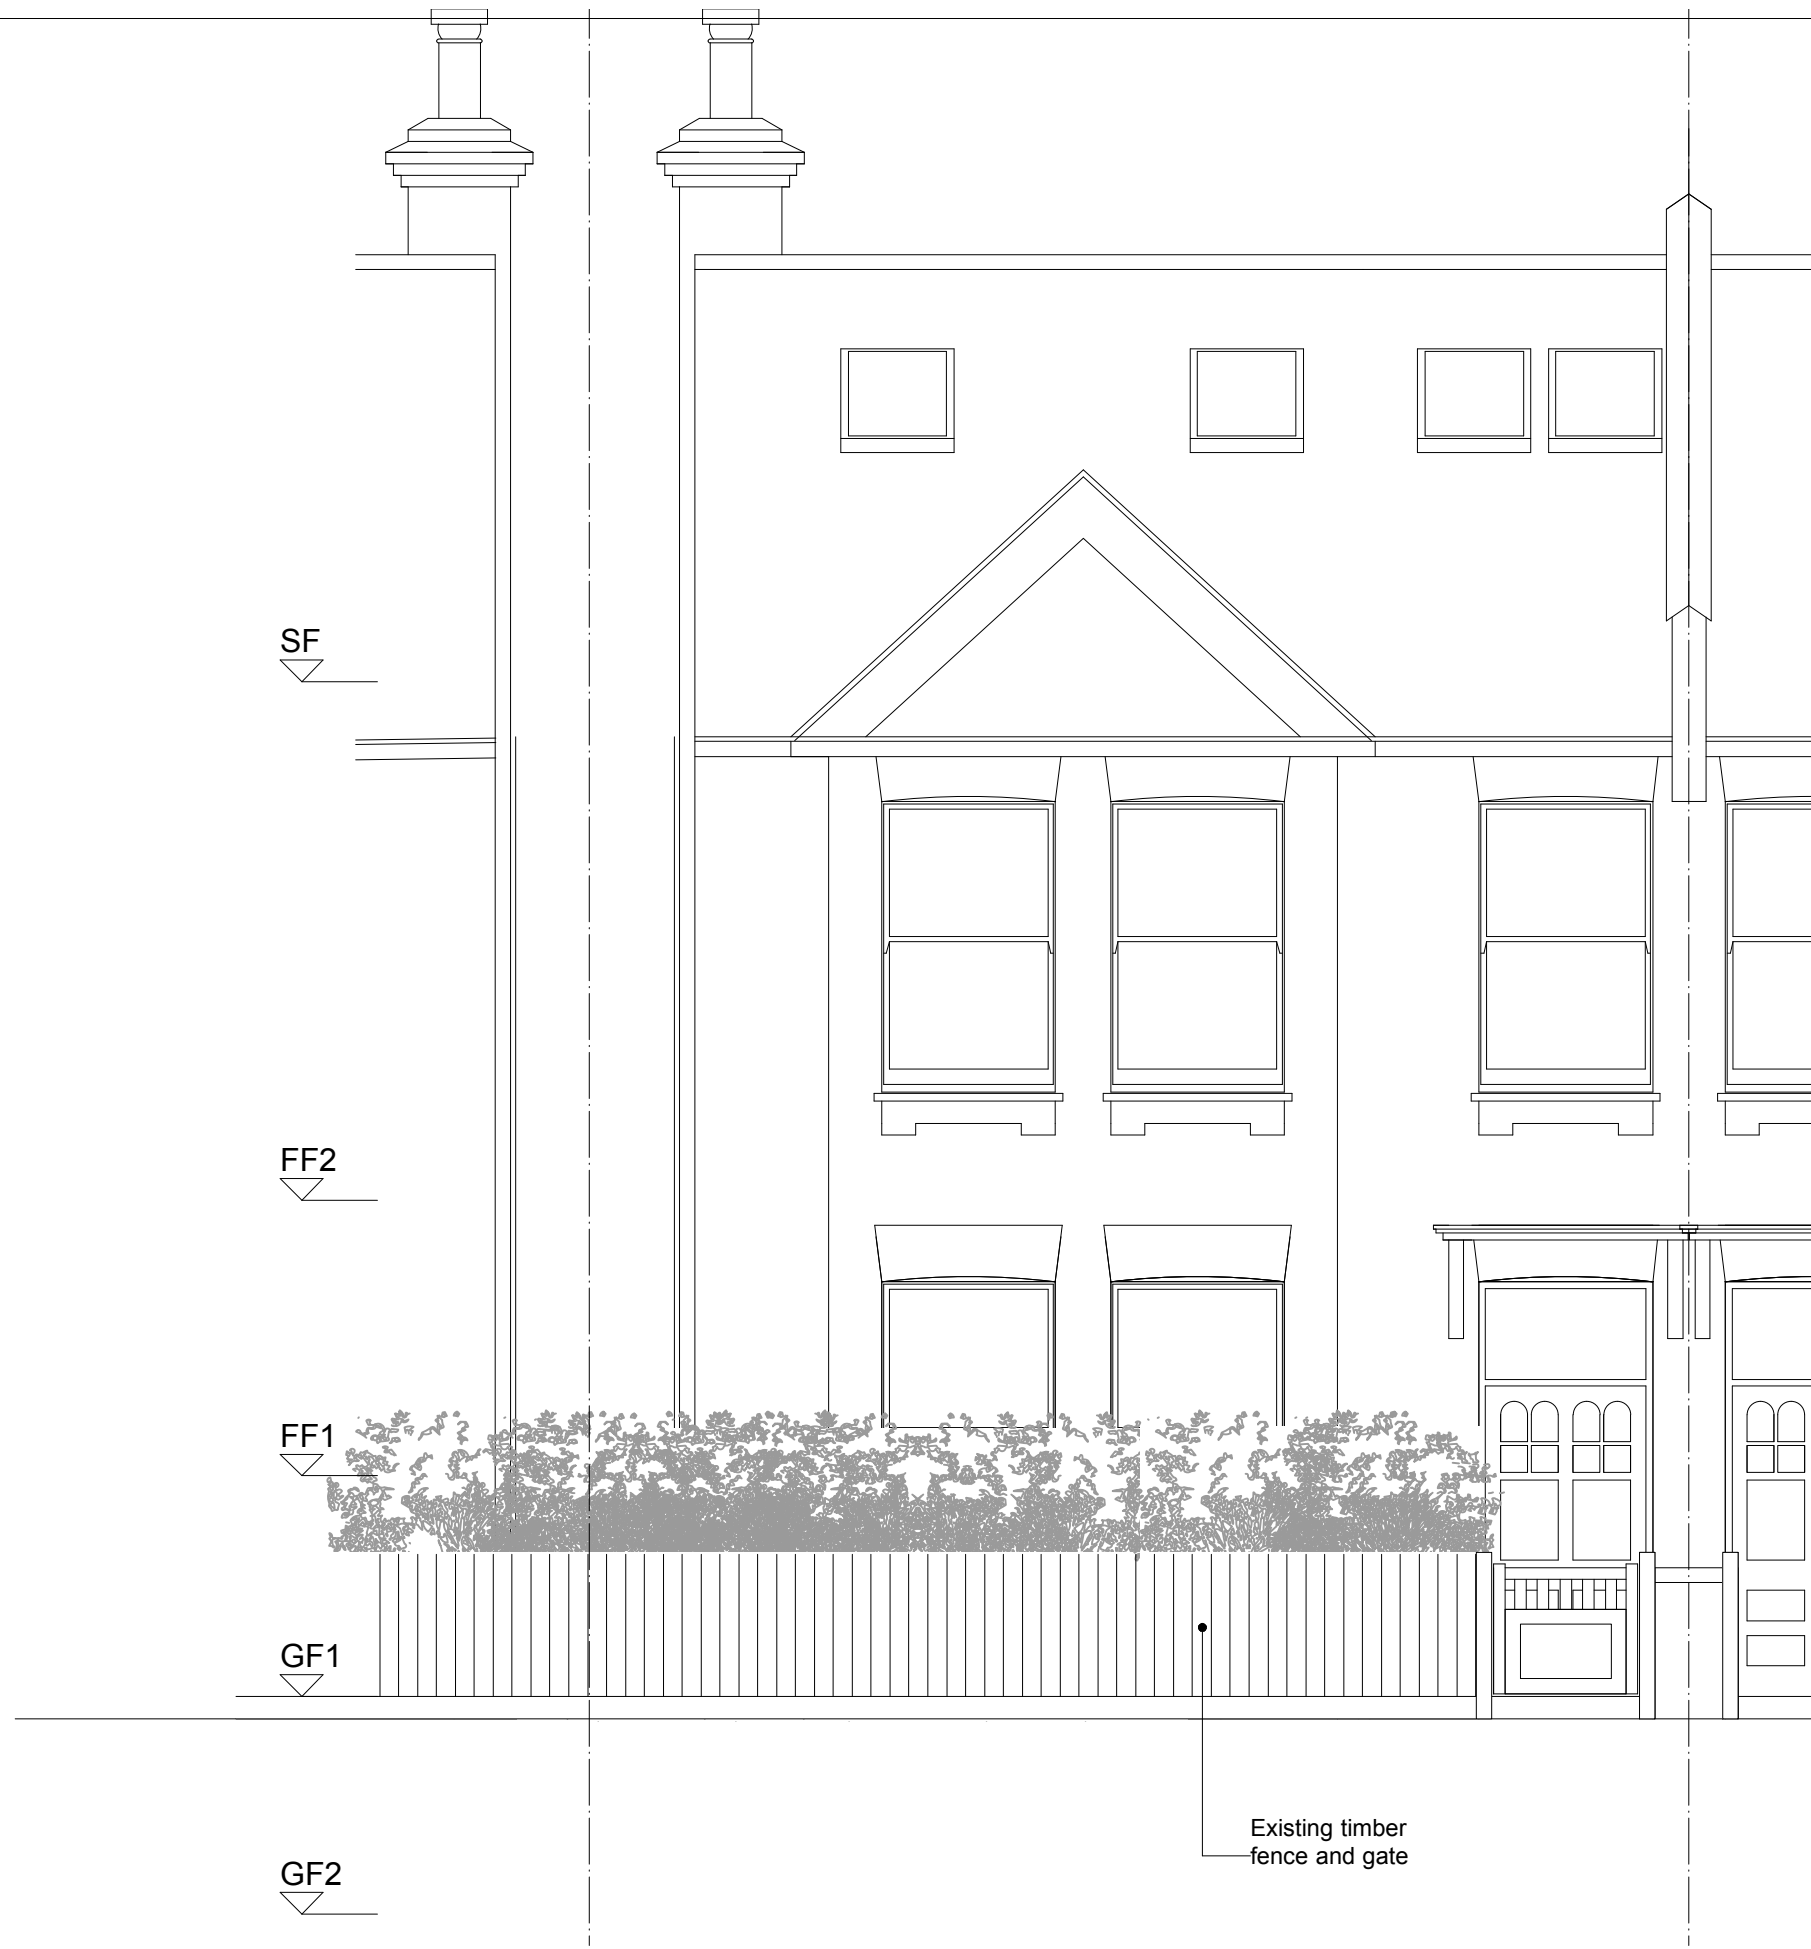 SF
FF2
FF1
GF1
Existing timber
fence and gate
GF2